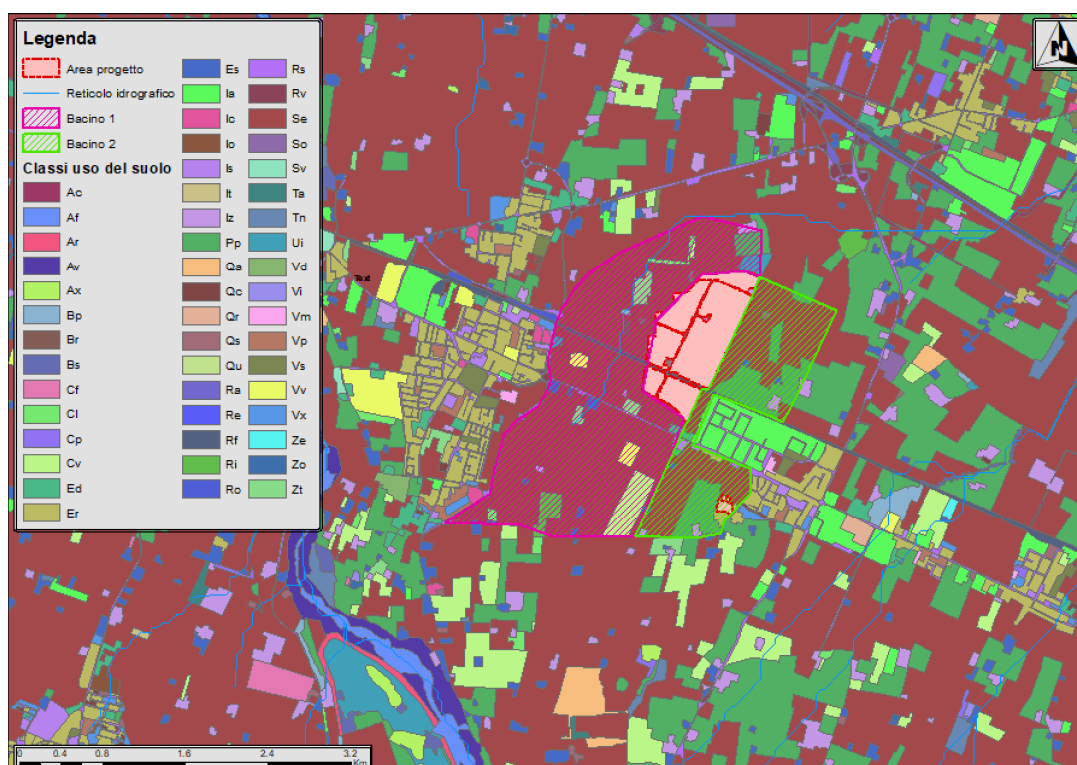 Legenda
Area progetto
Reticolo idrografico
Bacino 1
Bacino 2
Classi uso del suolo
Ac
Af
Ar
Av
Ax
Bp
Br
Bs
Cf
Cl
Cp
Cv
Ed
Er
Es
Ia
Ic
Io
Is
It
Iz
Pp
Qa
Qc
Qr
Qs
Qu
Ra
Re
Rf
Ri
Ro
Rs
Rv
Se
So
Sv
Ta
Tn
Ui
Vd
Vi
Vm
Vp
Vs
Vv
Vx
Ze
Zo
Zt
N
Text
0 0.4 0.8 1.6 2.4 3.2
Km